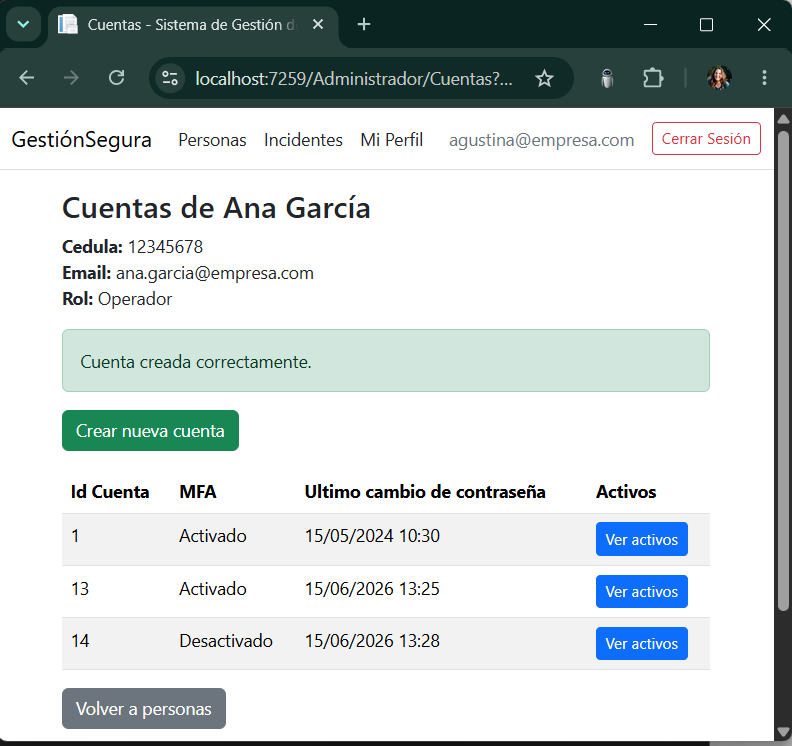 Cuentas - Sistema de Gestión d
localhost:7259/Administrador/Cuentas?...
GestiónSegura Personas Incidentes Mi Perfil agustina@empresa.com Cerrar Sesión
Cuentas de Ana García
Cedula: 12345678
Email: ana.garcia@empresa.com
Rol: Operador
Cuenta creada correctamente.
Crear nueva cuenta
Id Cuenta MFA Ultimo cambio de contraseña Activos
1 Activado 15/05/2024 10:30 Ver activos
13 Activado 15/06/2026 13:25 Ver activos
14 Desactivado 15/06/2026 13:28 Ver activos
Volver a personas